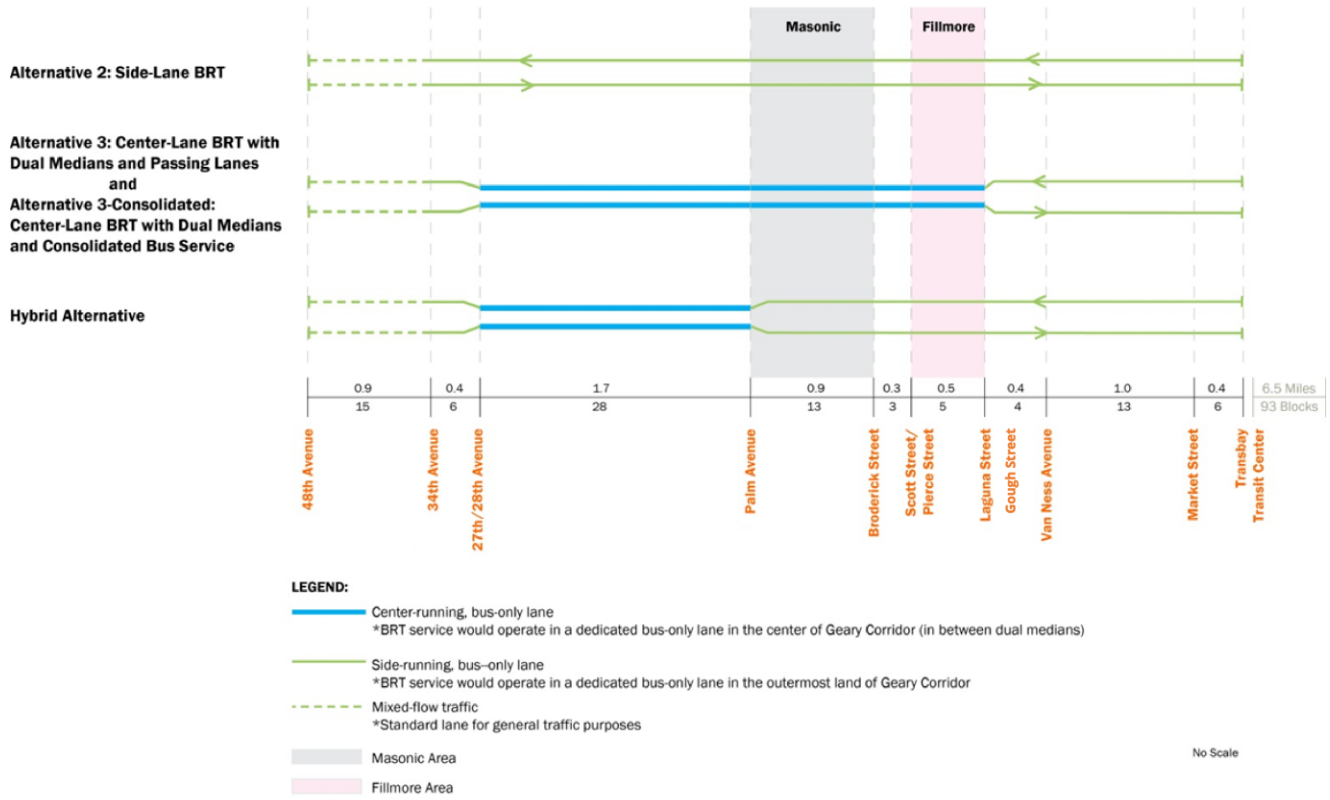 Masonic
Fillmore
Alternative 2: Side-Lane BRT
Alternative 3: Center-Lane BRT with
Dual Medians and Passing Lanes
and
Alternative 3-Consolidated:
Center-Lane BRT with Dual Medians
and Consolidated Bus Service
Hybrid Alternative
0.9 0.4 1.7 0.9 0.3 0.5 0.4 1.0 0.4 6.5 Miles
15 6 28 13 3 5 4 13 6 93 Blocks
48th Avenue
34th Avenue
27th/28th Avenue
Palm Avenue
Broderick Street
Scott Street/
Pierce Street
Laguna Street
Gough Street
Van Ness Avenue
Market Street
Transbay
Transit Center
LEGEND:
Center-running, bus-only lane
*BRT service would operate in a dedicated bus-only lane in the center of Geary Corridor (in between dual medians)
Side-running, bus--only lane
*BRT service would operate in a dedicated bus-only lane in the outermost land of Geary Corridor
Mixed-flow traffic
*Standard lane for general traffic purposes
Masonic Area
Fillmore Area
No Scale